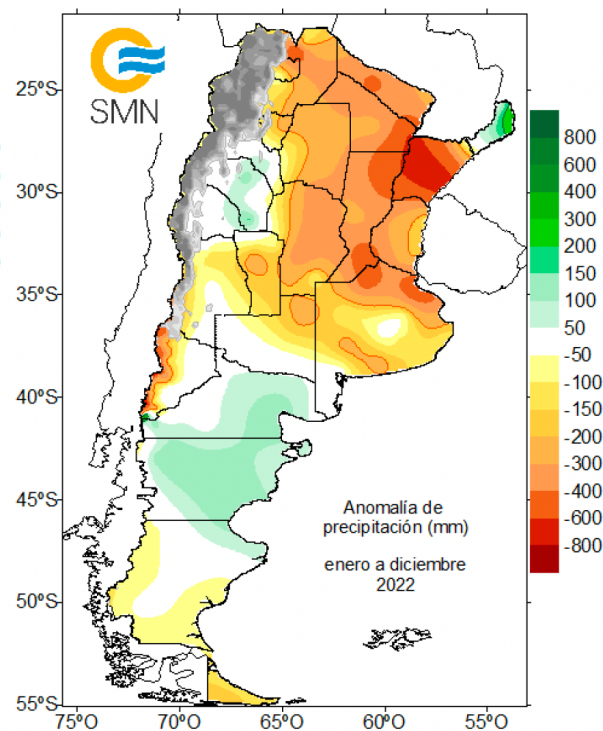 SMN
25ºS
30ºS
35ºS
40ºS
45ºS
50ºS
55ºS
75ºO
70ºO
65ºO
60ºO
55ºO
800
600
400
300
200
150
100
50
-50
-100
-150
-200
-300
-400
-600
-800
Anomalía de
precipitación (mm)
enero a diciembre
2022